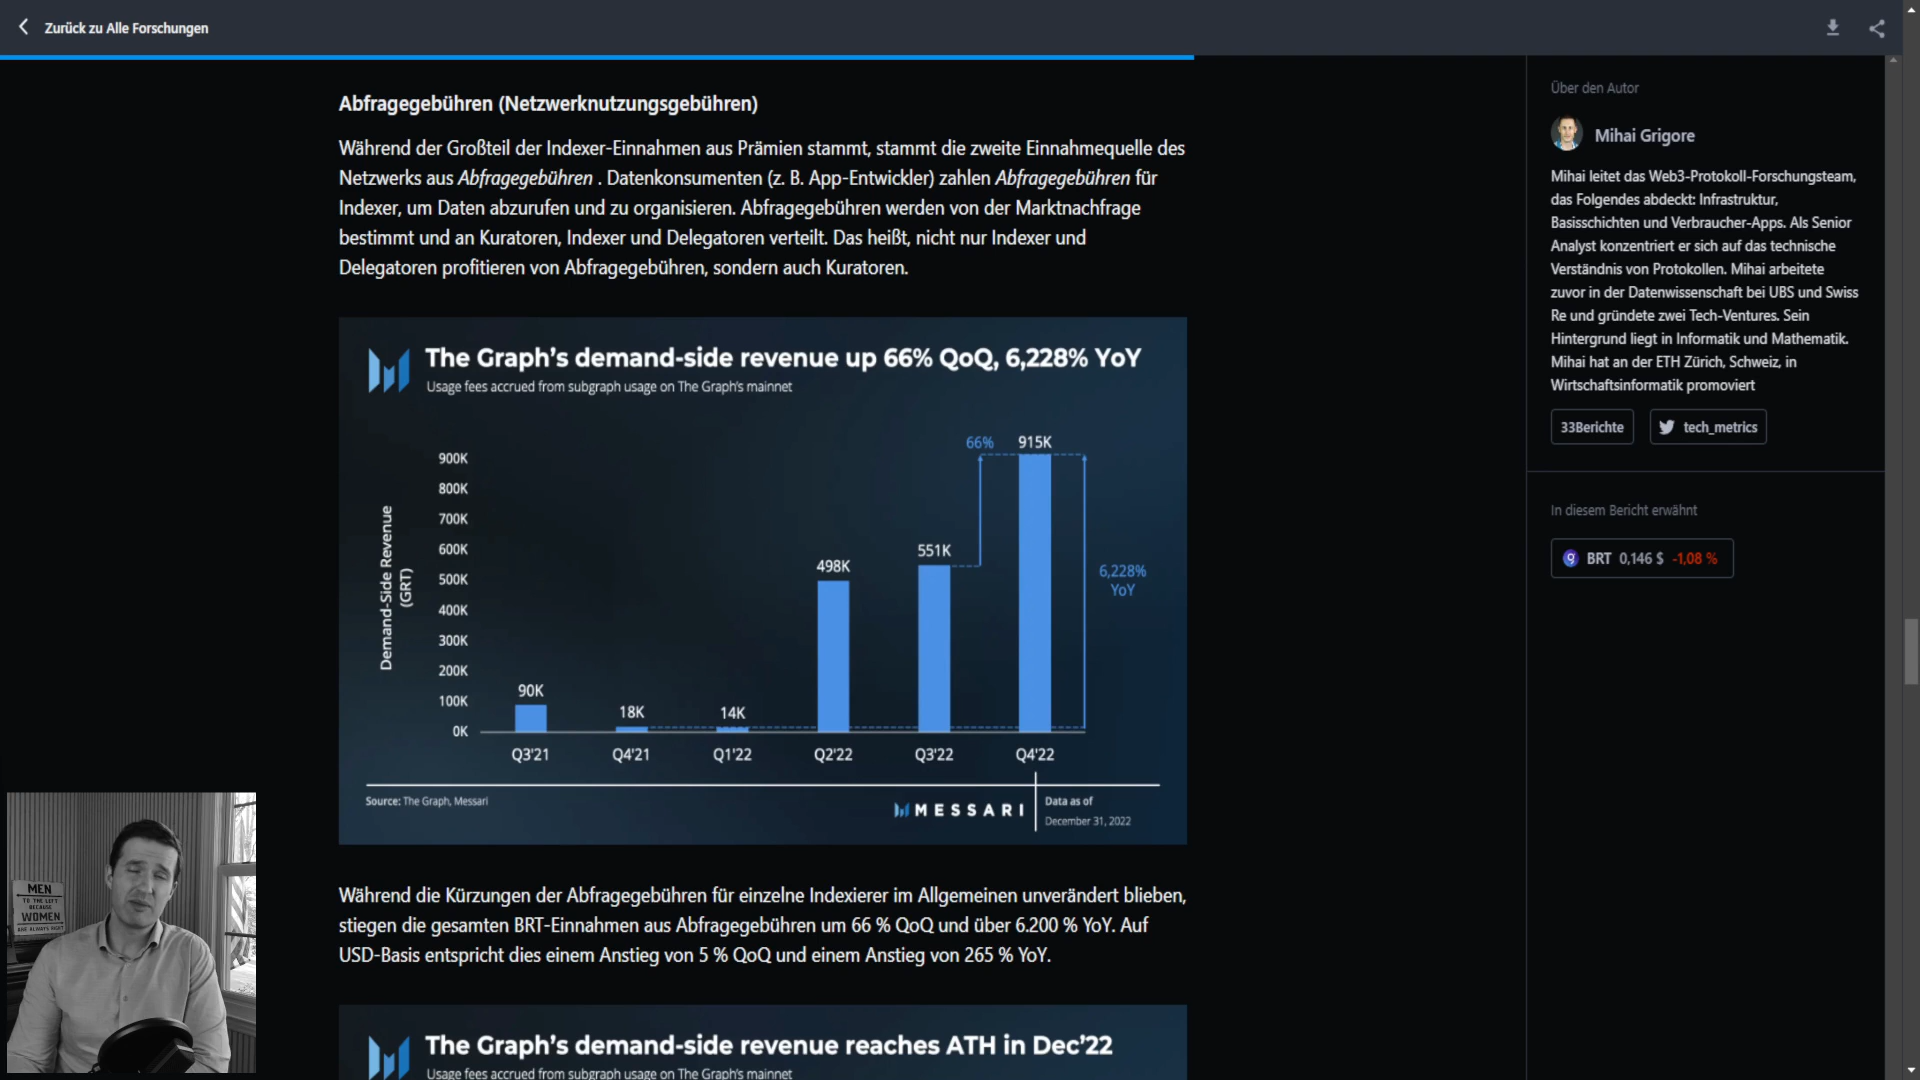 Zurück zu Alle Forschungen
Abfragegebühren (Netzwerknutzungsgebühren)
Während der Großteil der Indexer-Einnahmen aus Prämien stammt, stammt die zweite Einnahmequelle des
Netzwerks aus Abfragegebühren . Datenkonsumenten (z. B. App-Entwickler) zahlen Abfragegebühren für
Indexer, um Daten abzurufen und zu organisieren. Abfragegebühren werden von der Marktnachfrage
bestimmt und an Kuratoren, Indexer und Delegatoren verteilt. Das heißt, nicht nur Indexer und
Delegatoren profitieren von Abfragegebühren, sondern auch Kuratoren.
The Graph's demand-side revenue up 66% QoQ, 6,228% YoY
Usage fees accrued from subgraph usage on The Graph's mainnet
Demand-Side Revenue
(GRT)
900K
800K
700K
600K
500K
400K
300K
200K
100K
0K
90K
18K
14K
498K
551K
66%
915K
6,228%
YoY
Q3'21
Q4'21
Q1'22
Q2'22
Q3'22
Q4'22
Source: The Graph, Messari
MESSARI
Data as of
December 31, 2022
Während die Kürzungen der Abfragegebühren für einzelne Indexierer im Allgemeinen unverändert blieben,
stiegen die gesamten BRT-Einnahmen aus Abfragegebühren um 66 % QoQ und über 6.200 % YoY. Auf
USD-Basis entspricht dies einem Anstieg von 5 % QoQ und einem Anstieg von 265 % YoY.
The Graph's demand-side revenue reaches ATH in Dec'22
Usage fees accrued from subgraph usage on The Graph's mainnet
Über den Autor
Mihai Grigore
Mihai leitet das Web3-Protokoll-Forschungsteam,
das Folgendes abdeckt: Infrastruktur,
Basisschichten und Verbraucher-Apps. Als Senior
Analyst konzentriert er sich auf das technische
Verständnis von Protokollen. Mihai arbeitete
zuvor in der Datenwissenschaft bei UBS und Swiss
Re und gründete zwei Tech-Ventures. Sein
Hintergrund liegt in Informatik und Mathematik.
Mihai hat an der ETH Zürich, Schweiz, in
Wirtschaftsinformatik promoviert
33Berichte
tech_metrics
In diesem Bericht erwähnt
BRT 0,146 $ -1,08 %
MEN
TO THE LEFT
BECAUSE
WOMEN
ARE ALWAYS RIGHT